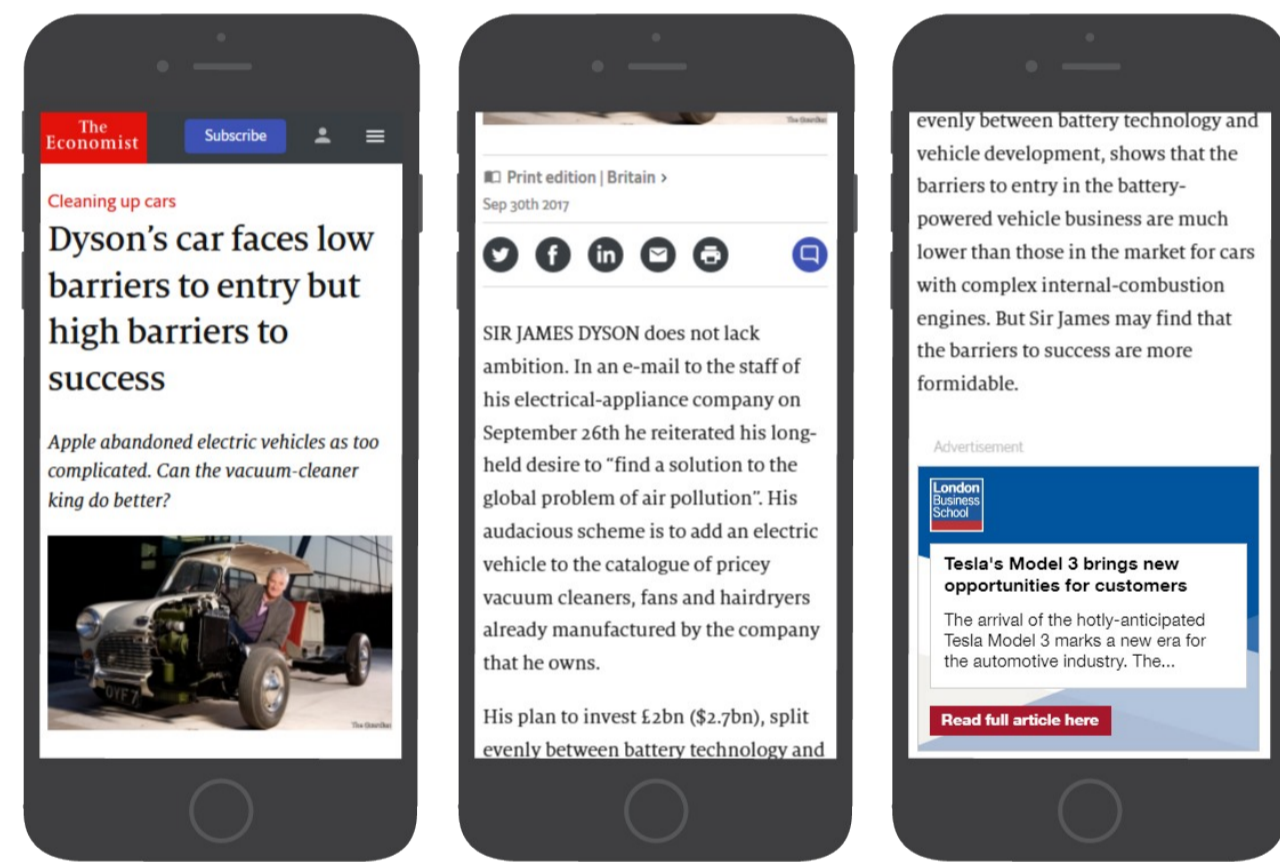 The
Economist
Subscribe
Cleaning up cars
Dyson’s car faces low
barriers to entry but
high barriers to
success
Apple abandoned electric vehicles as too
complicated. Can the vacuum-cleaner
king do better?
OYF 7
The Guardian
The Guardian
Print edition | Britain >
Sep 30th 2017
SIR JAMES DYSON does not lack
ambition. In an e-mail to the staff of
his electrical-appliance company on
September 26th he reiterated his long-
held desire to “find a solution to the
global problem of air pollution”. His
audacious scheme is to add an electric
vehicle to the catalogue of pricey
vacuum cleaners, fans and hairdryers
already manufactured by the company
that he owns.
His plan to invest £2bn ($2.7bn), split
evenly between battery technology and
evenly between battery technology and
vehicle development, shows that the
barriers to entry in the battery-
powered vehicle business are much
lower than those in the market for cars
with complex internal-combustion
engines. But Sir James may find that
the barriers to success are more
formidable.
Advertisement
London
Business
School
Tesla's Model 3 brings new
opportunities for customers
The arrival of the hotly-anticipated
Tesla Model 3 marks a new era for
the automotive industry. The...
Read full article here